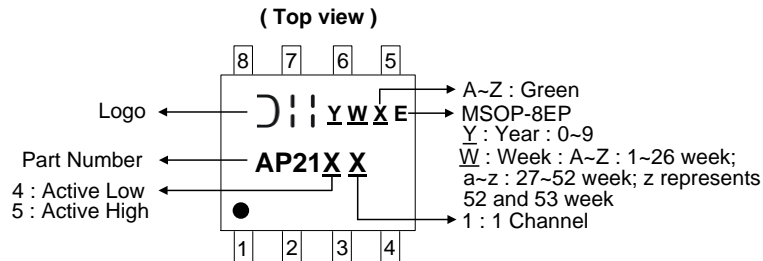 ( Top view )
8 7 6 5
Logo
Y W X E
A~Z : Green
MSOP-8EP
Y : Year : 0~9
W : Week : A~Z : 1~26 week;
a~z : 27~52 week; z represents
52 and 53 week
Part Number
AP21X X
4 : Active Low
5 : Active High
1 : 1 Channel
1 2 3 4